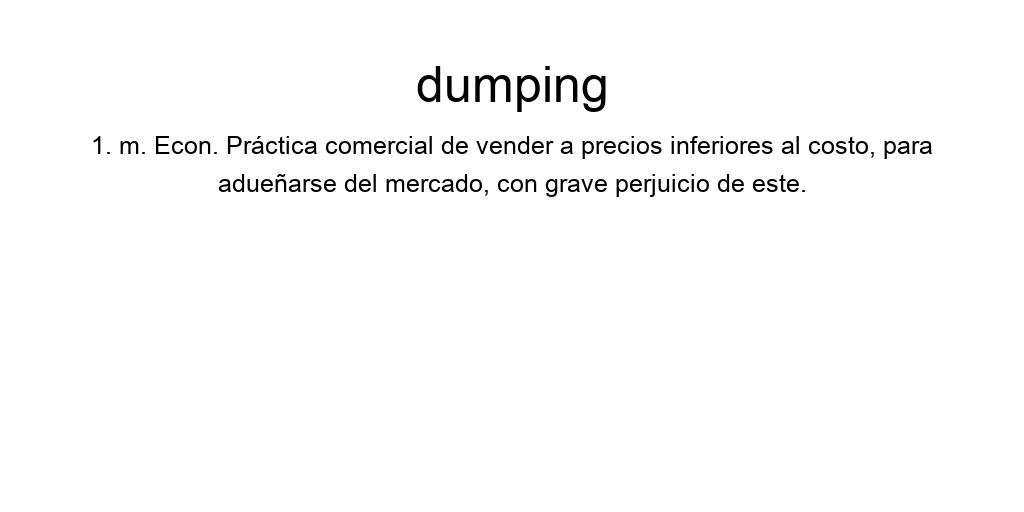 dumping
1. m. Econ. Práctica comercial de vender a precios inferiores al costo, para
adueñarse del mercado, con grave perjuicio de este.